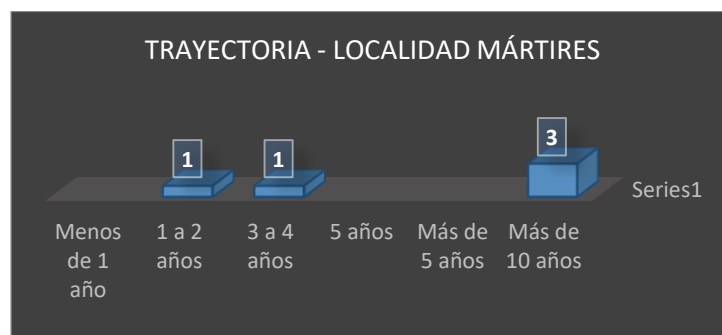 TRAYECTORIA - LOCALIDAD MÁRTIRES
1
1
3
Series1
Menos
de 1
año
1 a 2
años
3 a 4
años
5 años
Más de
5 años
Más de
10 años